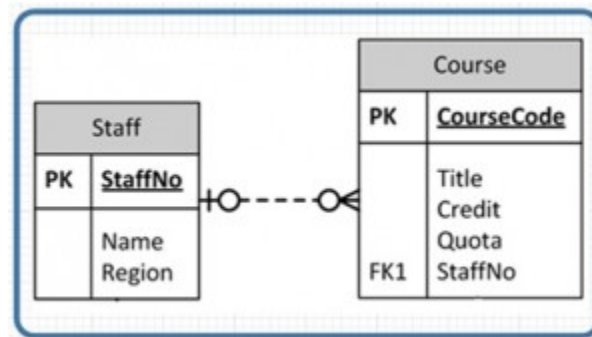 Staff
PK StaffNo
Name
Region
Course
PK CourseCode
Title
Credit
Quota
FK1 StaffNo